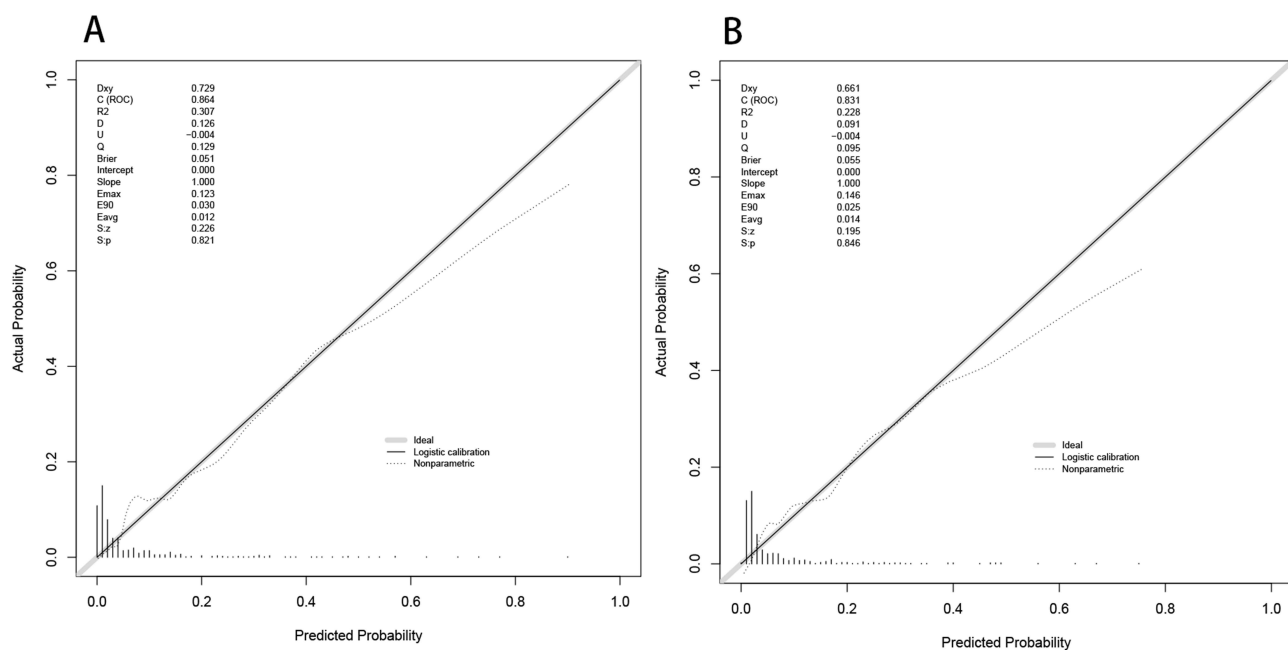 A
Dxy 0.729
C (ROC) 0.864
R2 0.307
D 0.126
U −0.004
Q 0.129
Brier 0.051
Intercept 0.000
Slope 1.000
Emax 0.123
E90 0.030
Eavg 0.012
S:z 0.226
S:p 0.821
Actual Probability
1.0
0.8
0.6
0.4
0.2
0.0
Ideal
Logistic calibration
Nonparametric
0.0 0.2 0.4 0.6 0.8 1.0
Predicted Probability
B
Dxy 0.661
C (ROC) 0.831
R2 0.228
D 0.091
U −0.004
Q 0.095
Brier 0.055
Intercept 0.000
Slope 1.000
Emax 0.146
E90 0.025
Eavg 0.014
S:z 0.195
S:p 0.846
Actual Probability
1.0
0.8
0.6
0.4
0.2
0.0
Ideal
Logistic calibration
Nonparametric
0.0 0.2 0.4 0.6 0.8 1.0
Predicted Probability